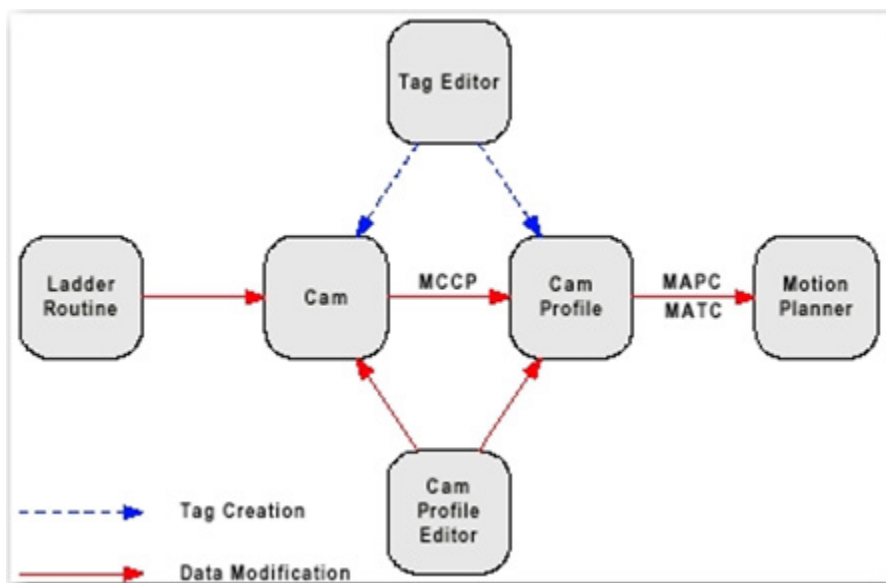 Tag Editor
Ladder
Routine
Cam
MCCP
Cam
Profile
MAPC
MATC
Motion
Planner
Cam
Profile
Editor
Tag Creation
Data Modification